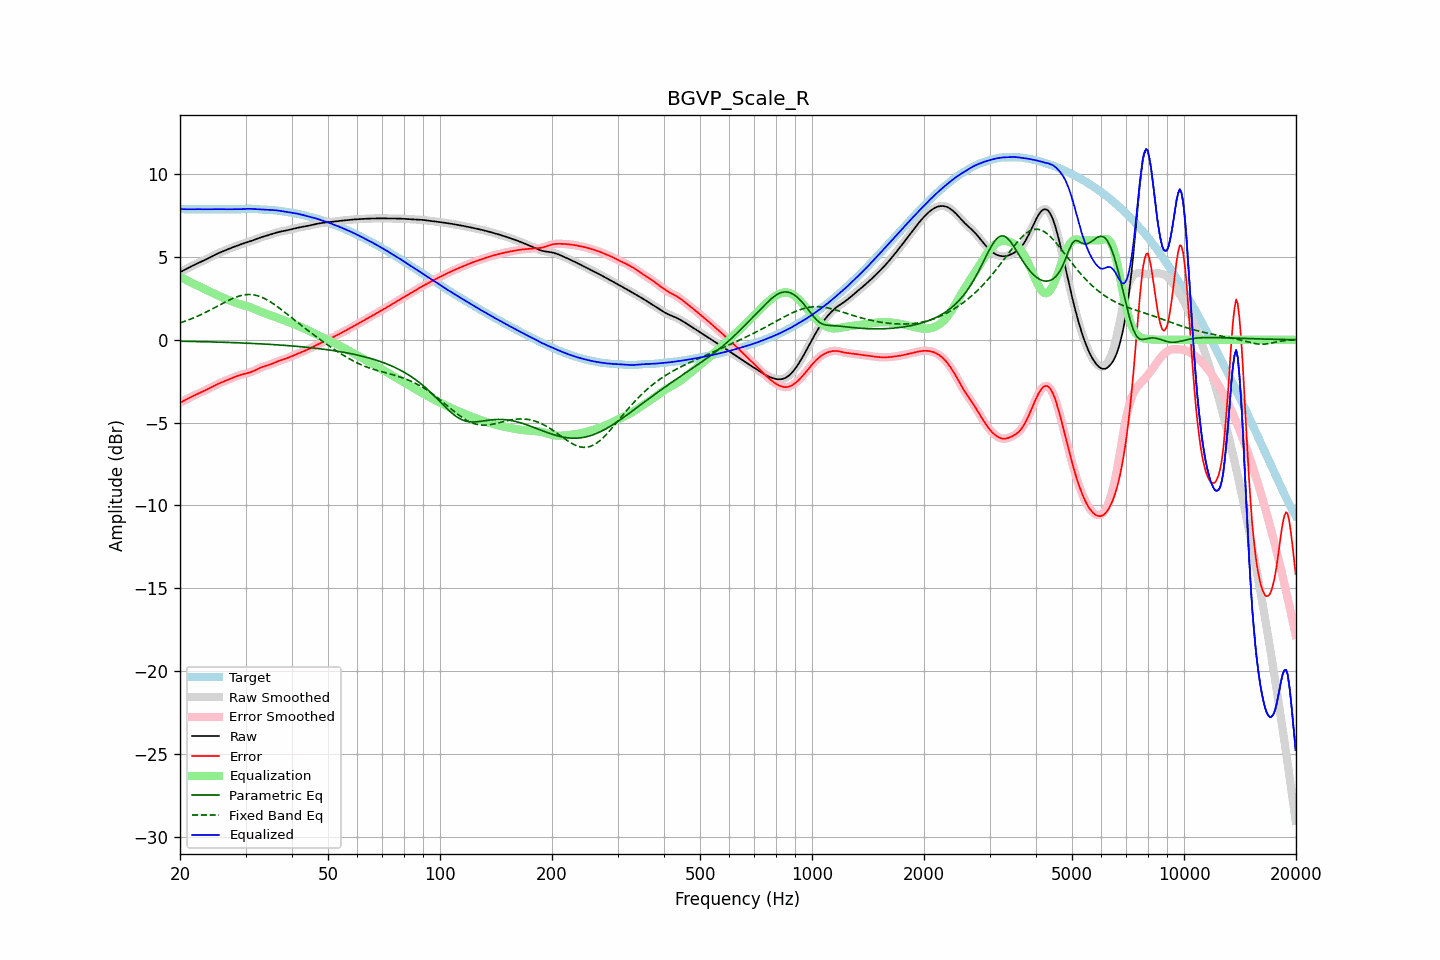 BGVP_Scale_R
Amplitude (dBr)
10
5
0
−5
−10
−15
−20
−25
−30
Target
Raw Smoothed
Error Smoothed
Raw
Error
Equalization
Parametric Eq
Fixed Band Eq
Equalized
20 50 100 200 500 1000 2000 5000 10000 20000
Frequency (Hz)